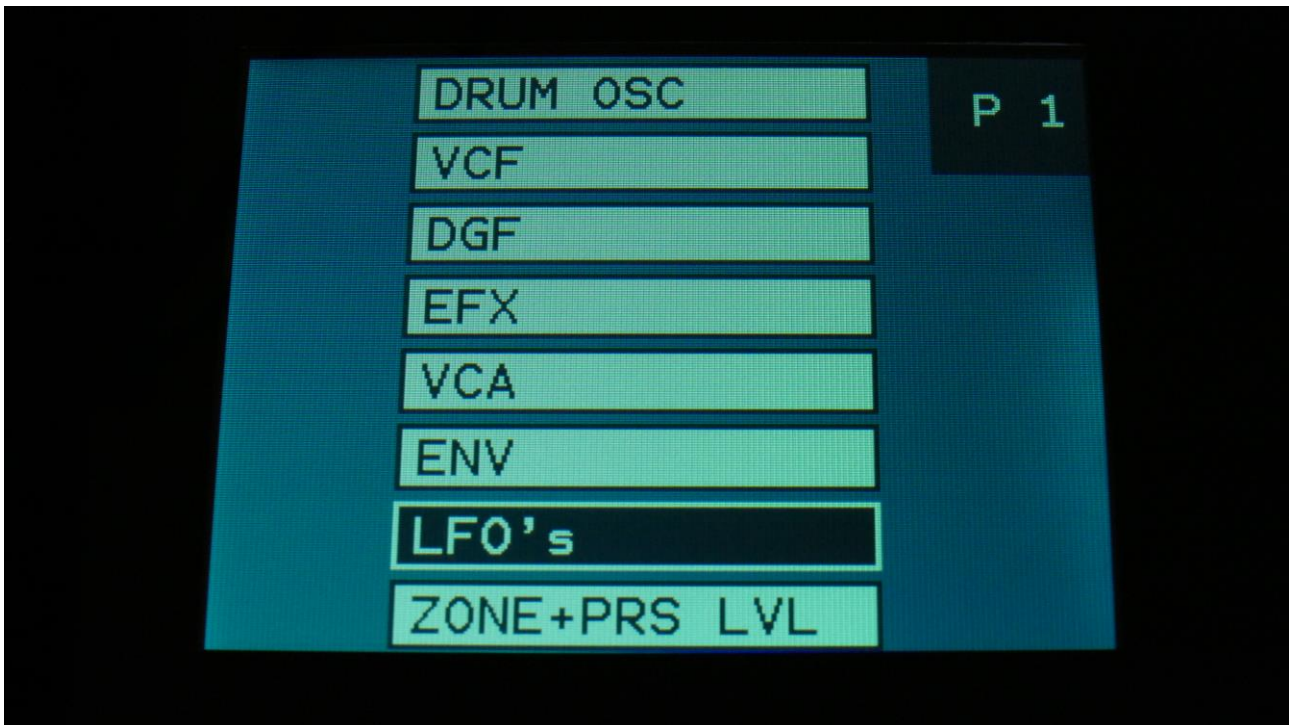 DRUM OSC
P 1
VCF
DGF
EFX
VCA
ENV
LFO's
ZONE+PRS LVL